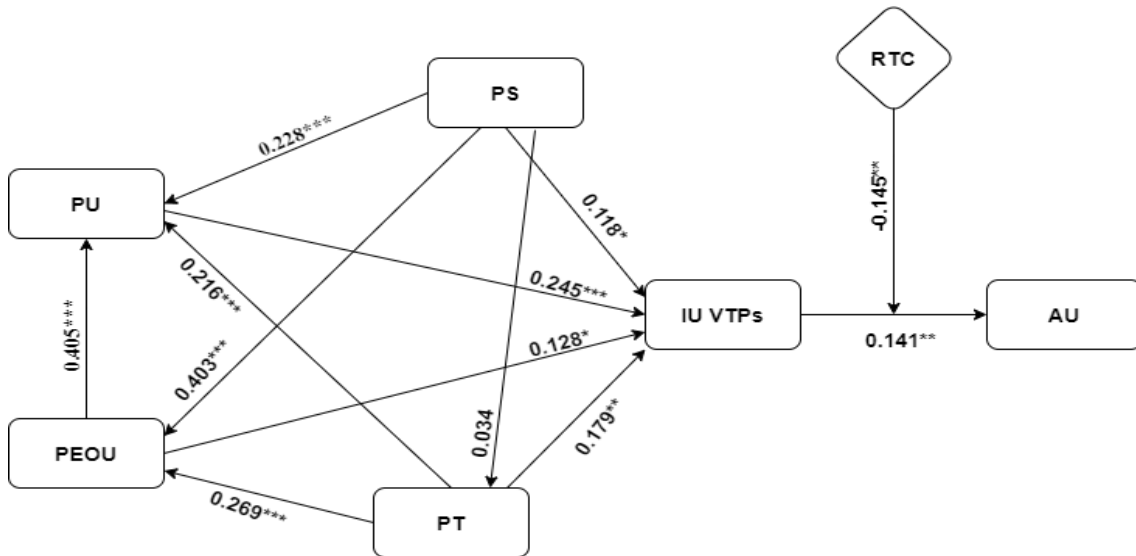 RTC
PS
0.228***
-0.145**
PU
0.118*
0.216***
0.245***
IU VTPs
AU
0.141**
0.405***
0.128*
0.403***
0.034
0.179**
PEOU
0.269***
PT